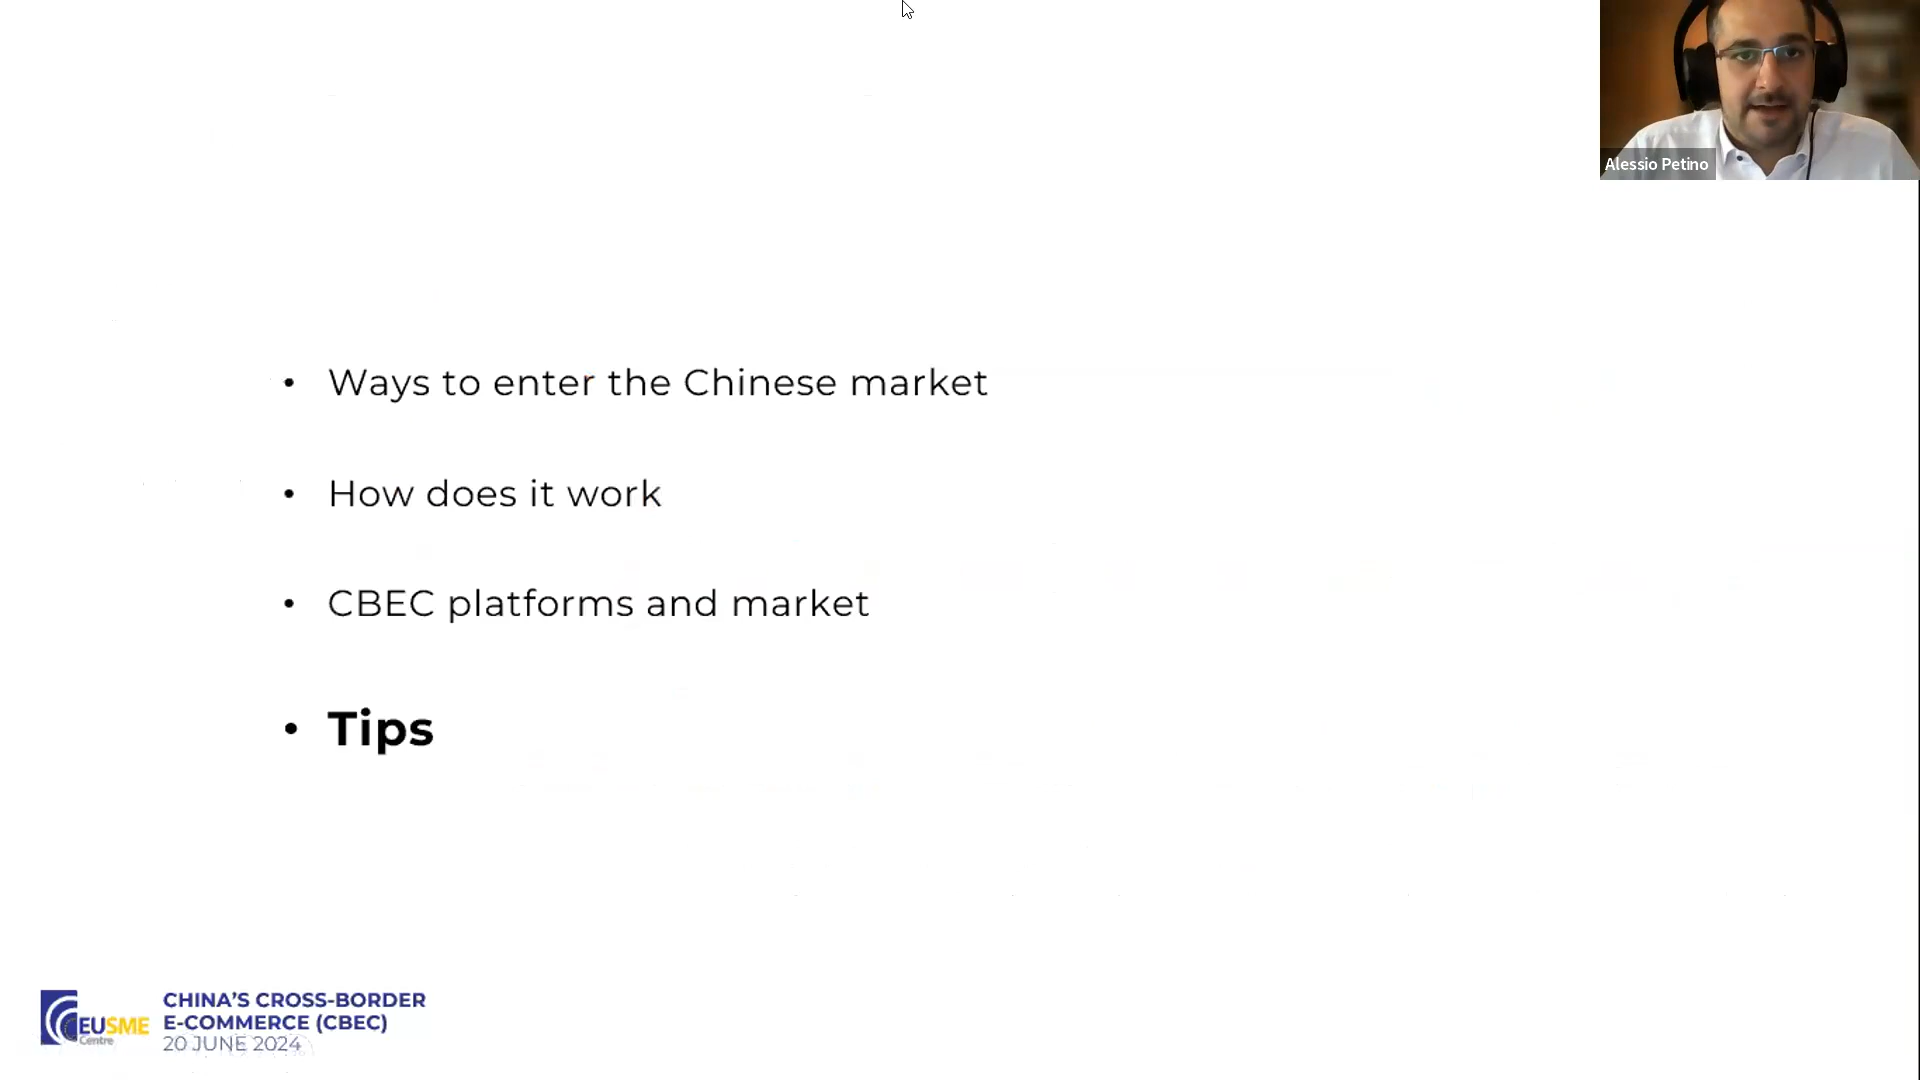 Alessio Petino
• Ways to enter the Chinese market
• How does it work
• CBEC platforms and market
• Tips
EUSME
Centre
CHINA'S CROSS-BORDER
E-COMMERCE (CBEC)
20 JUNE 2024